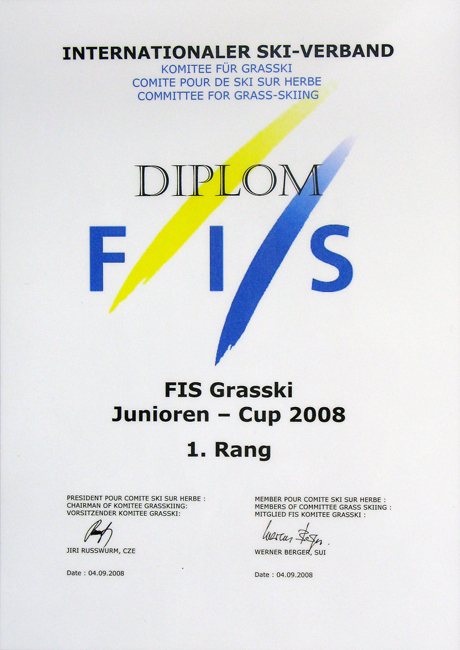 INTERNATIONALER SKI-VERBAND
KOMITEE FÜR GRASSKI
COMITE POUR DE SKI SUR HERBE
COMMITTEE FOR GRASS-SKIING
DIPLOM
F I S
FIS Grasski
Junioren – Cup 2008
1. Rang
PRESIDENT POUR COMITE SKI SUR HERBE :
CHAIRMAN OF KOMITEE GRASSKIING:
VORSITZENDER KOMITEE GRASSKI:
JIRI RUSSWURM, CZE
Date : 04.09.2008
MEMBER POUR COMITE SKI SUR HERBE :
MEMBERS OF COMMITTEE GRASS SKIING :
MITGLIED FIS KOMITEE GRASSKI :
Werner Berger
WERNER BERGER, SUI
Date : 04.09.2008